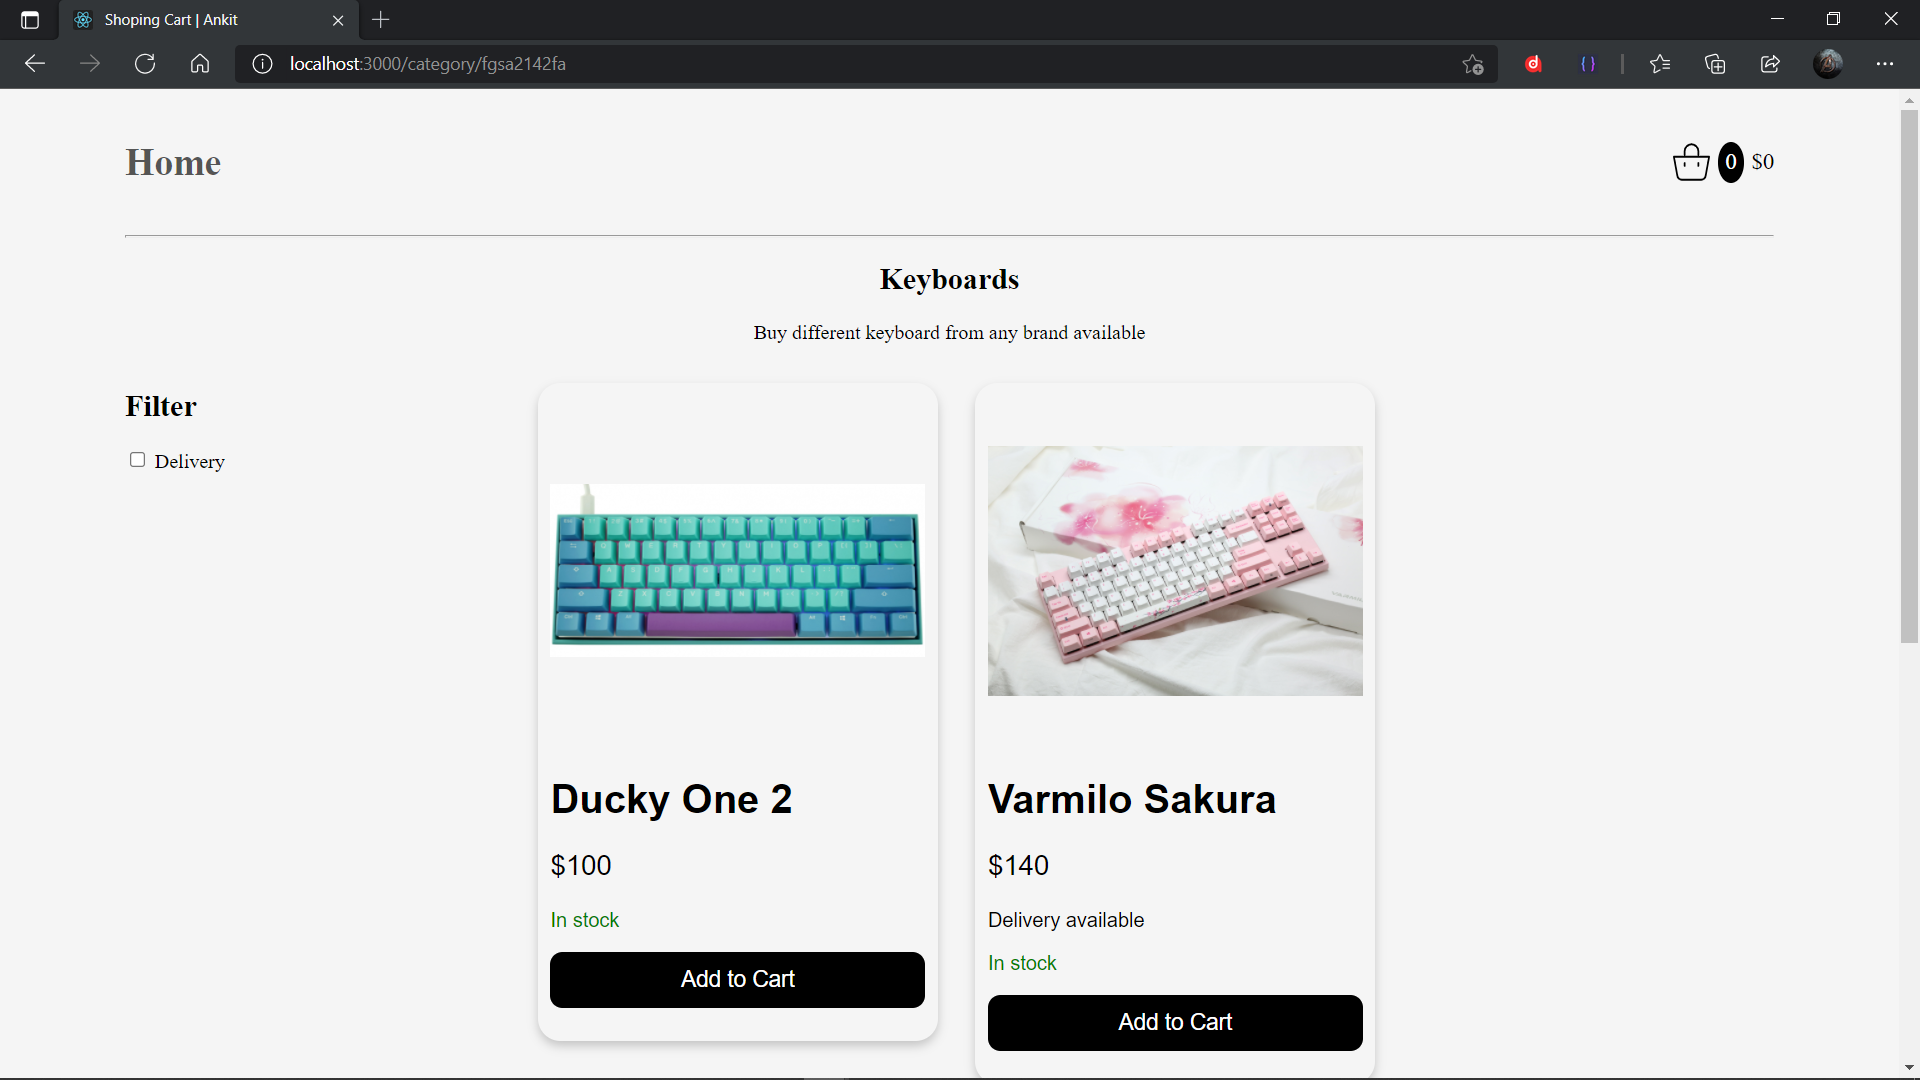 Shoping Cart | Ankit
localhost:3000/category/fgsa2142fa
Home
0 $0
Keyboards
Buy different keyboard from any brand available
Filter
Delivery
Ducky One 2
$100
In stock
Add to Cart
Varmilo Sakura
$140
Delivery available
In stock
Add to Cart